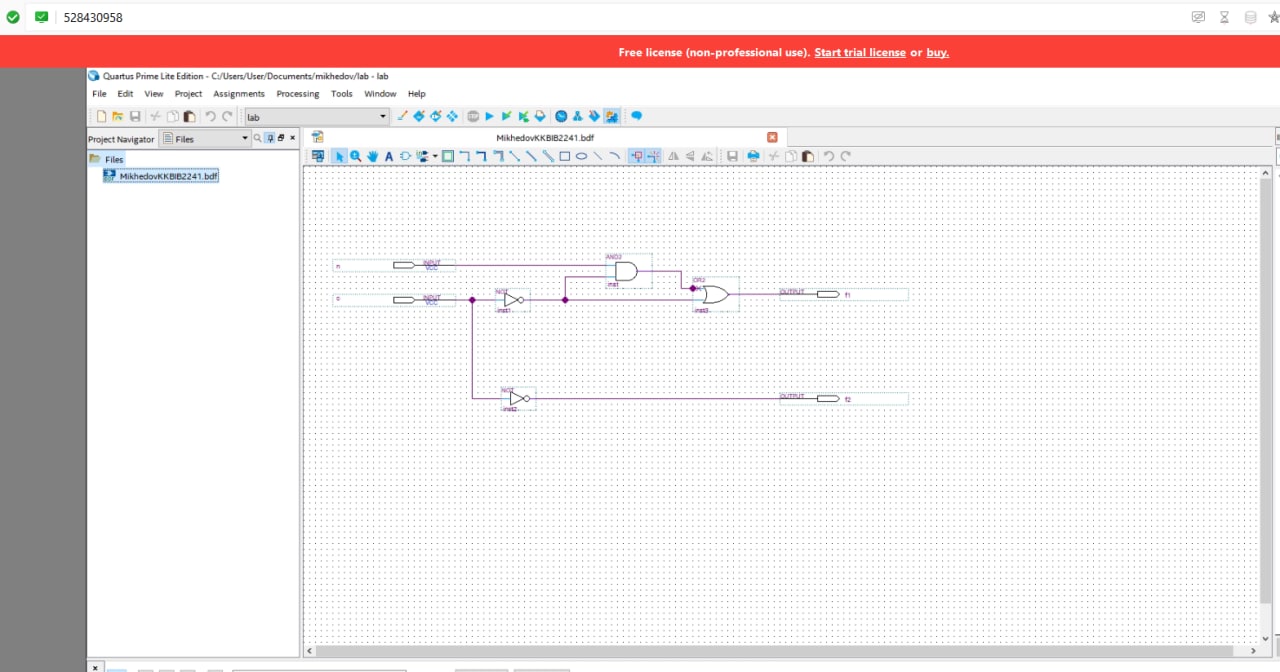 528430958
Free license (non-professional use). Start trial license or buy.
Quartus Prime Lite Edition - C:/Users/User/Documents/mikhedov/lab - lab
File Edit View Project Assignments Processing Tools Window Help
lab
Project Navigator Files
MikhedovKKBIB2241.bdf
Files
MikhedovKKBIB2241.bdf
AND2
n INPUT VCC
inst
OR2
NOT
c INPUT VCC
OUTPUT f1
inst1
inst3
NOT
OUTPUT f2
inst2